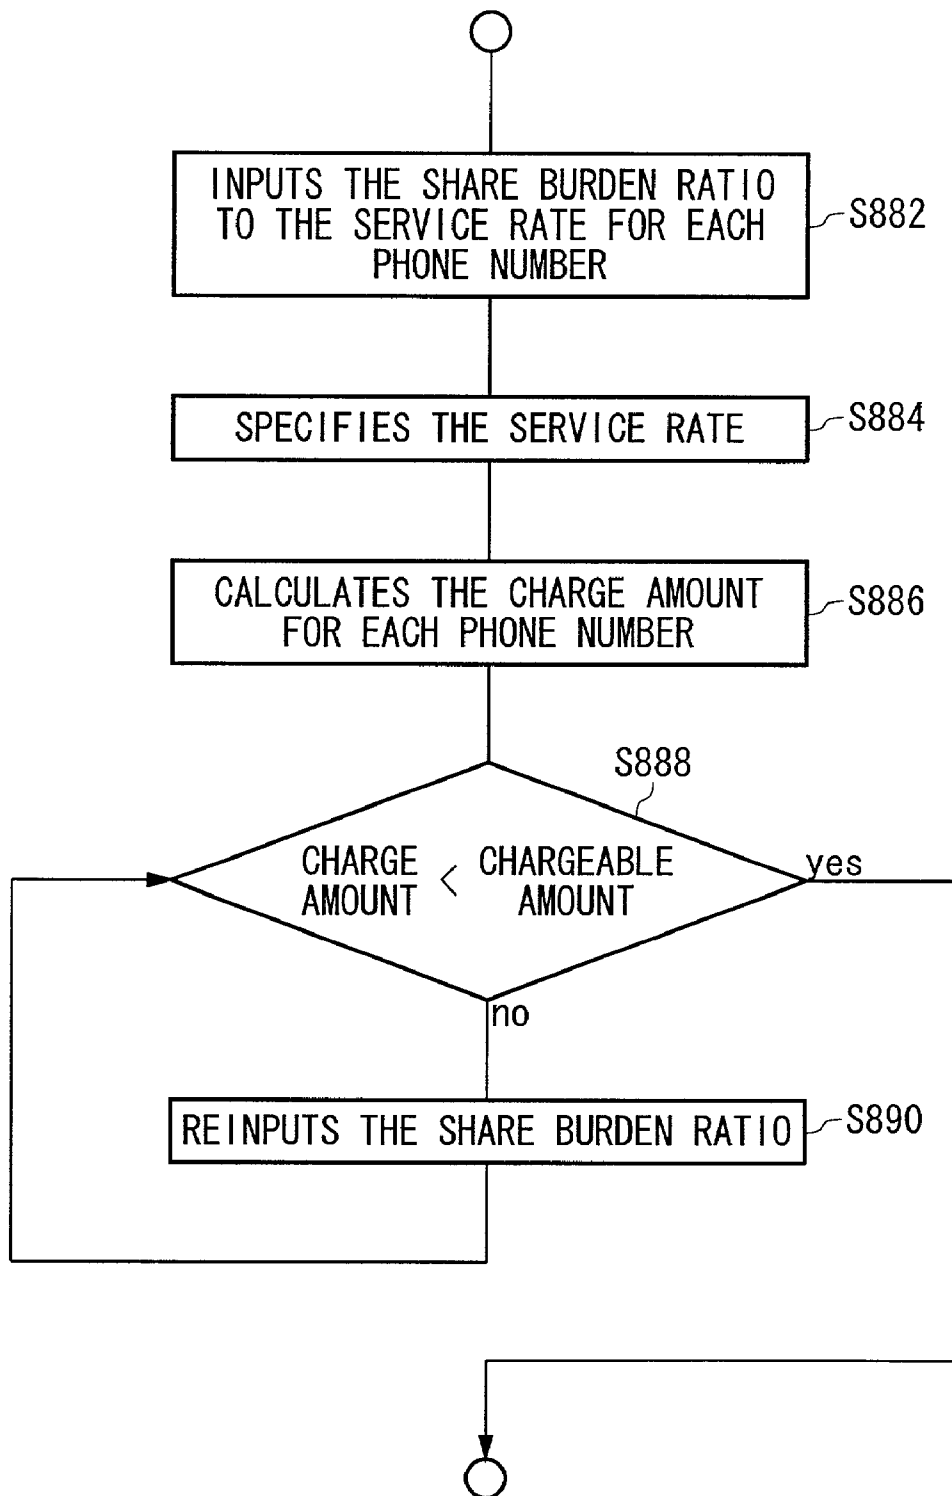 INPUTS THE SHARE BURDEN RATIO
TO THE SERVICE RATE FOR EACH
PHONE NUMBER
S882
SPECIFIES THE SERVICE RATE
S884
CALCULATES THE CHARGE AMOUNT
FOR EACH PHONE NUMBER
S886
S888
CHARGE AMOUNT < CHARGEABLE AMOUNT
yes
no
REINPUTS THE SHARE BURDEN RATIO
S890